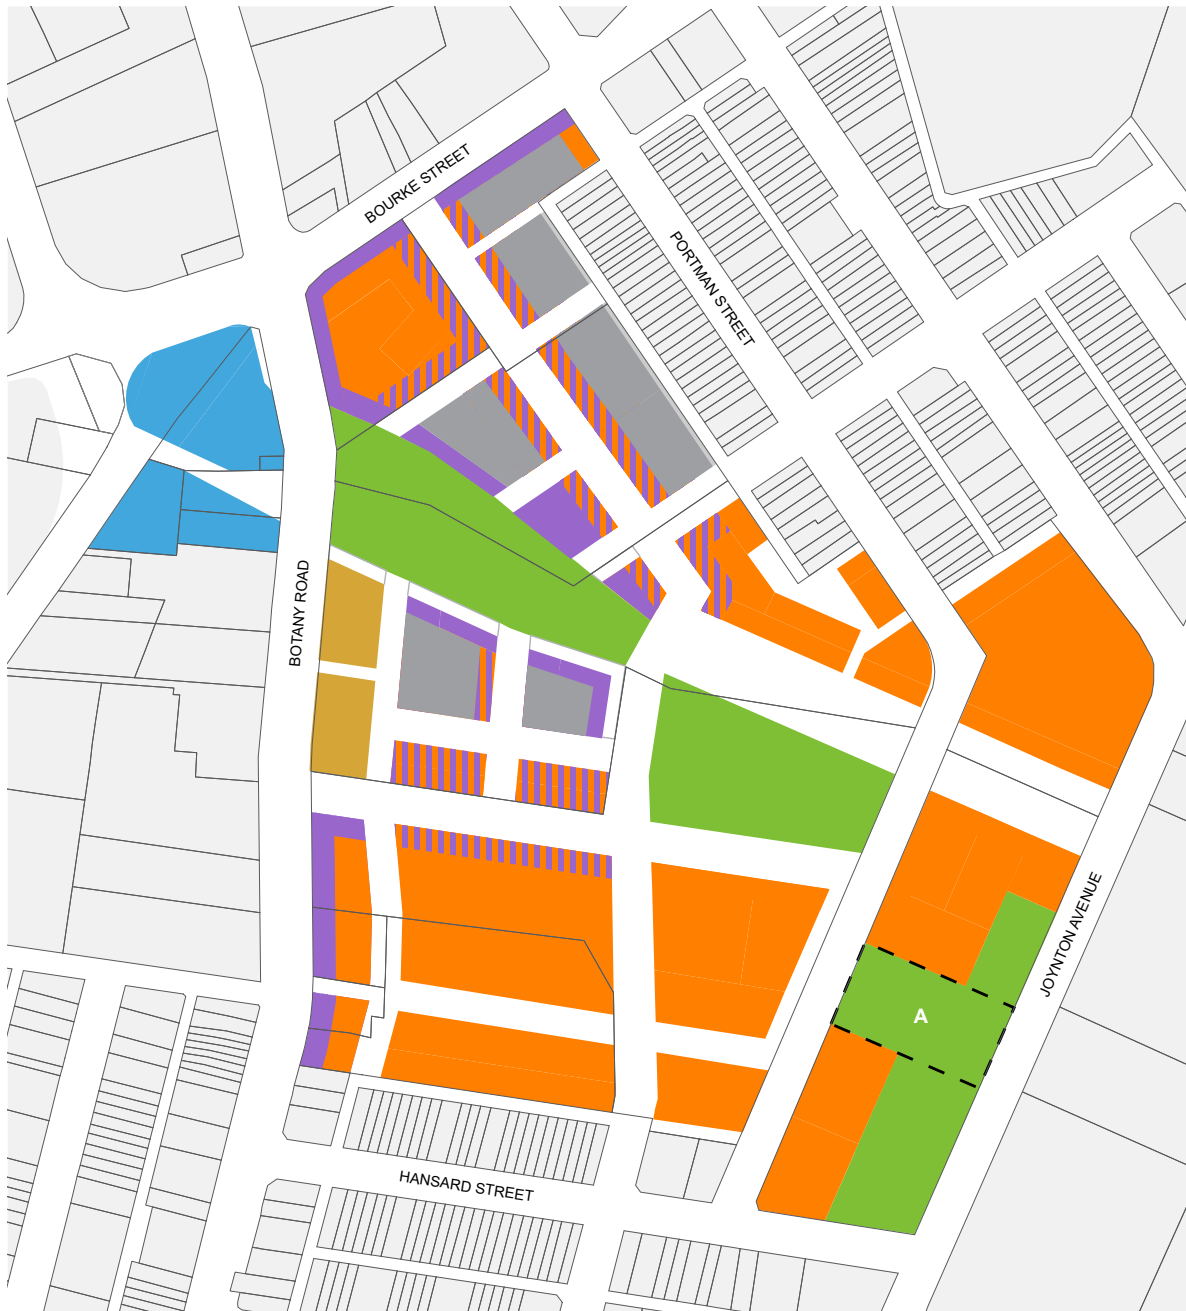 BOURKE STREET
PORTMAN STREET
BOTANY ROAD
JOYNTON AVENUE
A
HANSARD STREET